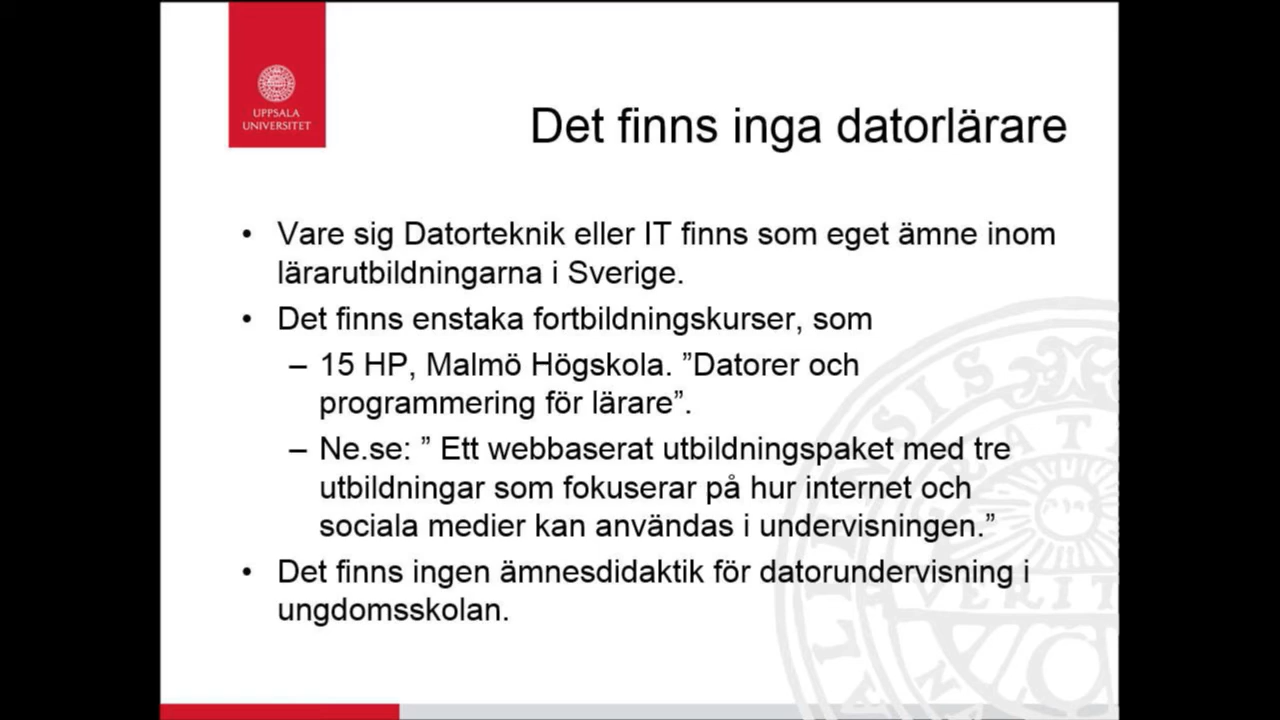 UPPSALA
UNIVERSITET
Det finns inga datorlärare
• Vare sig Datorteknik eller IT finns som eget ämne inom
lärarutbildningarna i Sverige.
• Det finns enstaka fortbildningskurser, som
– 15 HP, Malmö Högskola. ”Datorer och
programmering för lärare”.
– Ne.se: ” Ett webbaserat utbildningspaket med tre
utbildningar som fokuserar på hur internet och
sociala medier kan användas i undervisningen.”
• Det finns ingen ämnesdidaktik för datorundervisning i
ungdomsskolan.